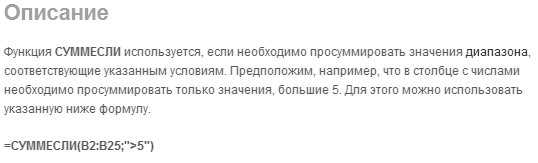 Описание
Функция СУММЕСЛИ используется, если необходимо просуммировать значения диапазона,
соответствующие указанным условиям. Предположим, например, что в столбце с числами
необходимо просуммировать только значения, большие 5. Для этого можно использовать
указанную ниже формулу.
=СУММЕСЛИ(B2:B25;">5")